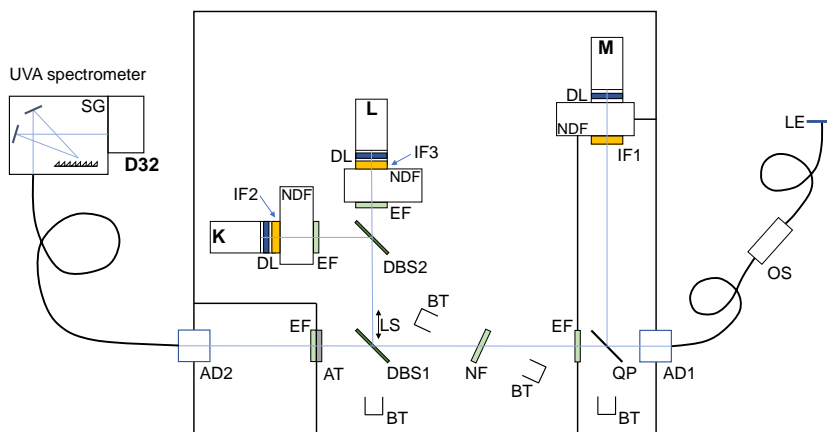 UVA spectrometer
SG
D32
M
DL
NDF
IF1
LE
L
DL
IF3
NDF
EF
IF2
NDF
K
DL
EF
DBS2
OS
LS
BT
EF
AD2
AT
DBS1
NF
BT
EF
QP
AD1
BT
BT